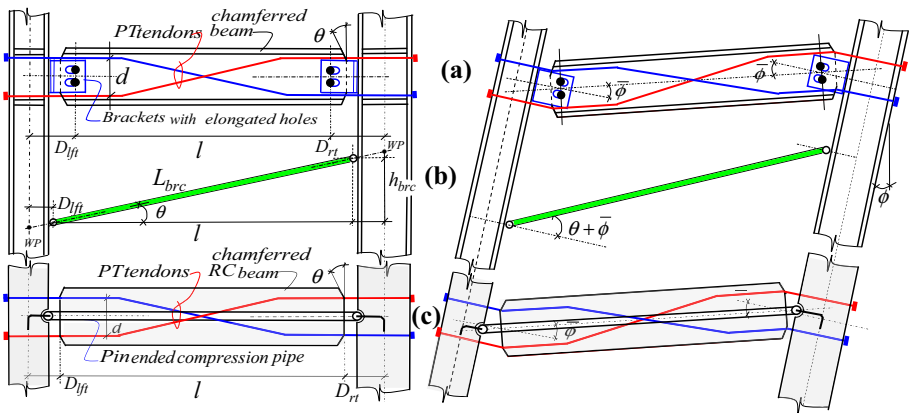 PTtendons
chamferred
beam
θ
d
Brackets with elongated holes
D_lft
l
D_rt
WP
L_brc
h_brc
D_lft
θ
l
WP
PTtendons
chamferred
RC beam
θ
d
Pin ended compression pipe
D_lft
l
D_rt
(a)
ϕ̅
ϕ̅
(b)
θ + ϕ̅
ϕ
(c)
φ̅